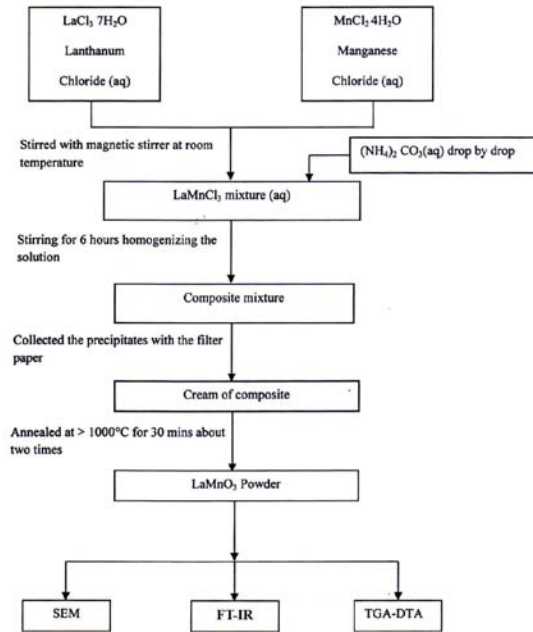 LaCl₃ 7H₂O
Lanthanum
Chloride (aq)
MnCl₂ 4H₂O
Manganese
Chloride (aq)
Stirred with magnetic stirrer at room
temperature
(NH₄)₂ CO₃(aq) drop by drop
LaMnCl₃ mixture (aq)
Stirring for 6 hours homogenizing the
solution
Composite mixture
Collected the precipitates with the filter
paper
Cream of composite
Annealed at > 1000°C for 30 mins about
two times
LaMnO₃ Powder
SEM
FT-IR
TGA-DTA